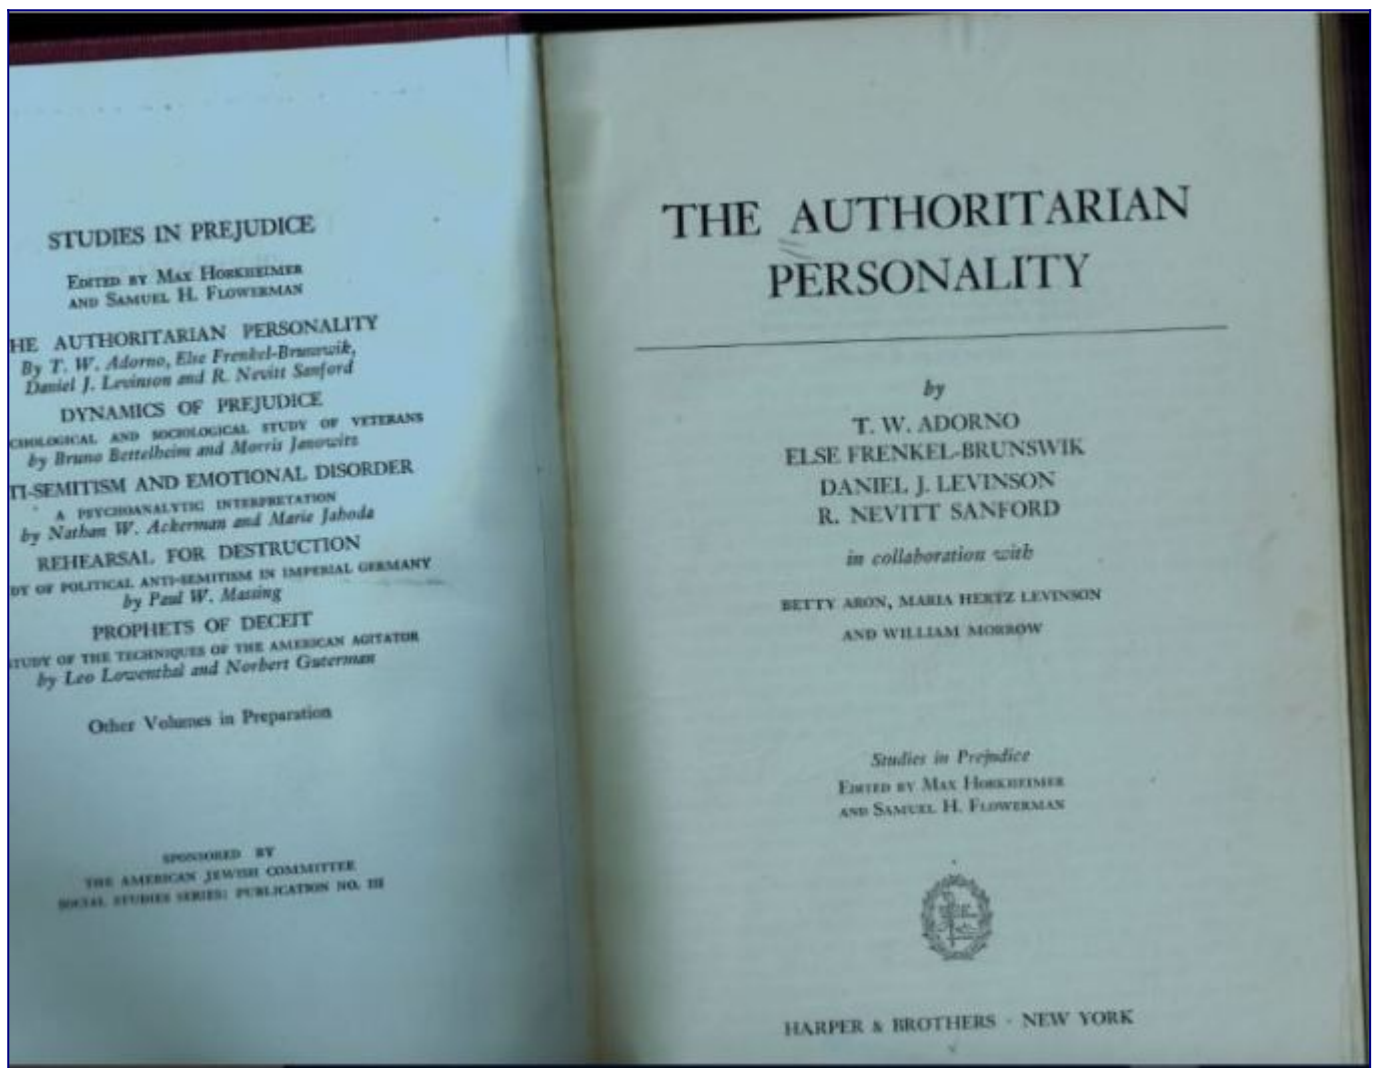 STUDIES IN PREJUDICE
EDITED BY MAX HORKHEIMER
AND SAMUEL H. FLOWERMAN
HE AUTHORITARIAN PERSONALITY
By T. W. Adorno, Else Frenkel-Brunswik,
Daniel J. Levinson and R. Nevitt Sanford
DYNAMICS OF PREJUDICE
CHOLOGICAL AND SOCIOLOGICAL STUDY OF VETERANS
by Bruno Bettelheim and Morris Janowitz
TI-SEMITISM AND EMOTIONAL DISORDER
A PSYCHOANALYTIC INTERPRETATION
by Nathan W. Ackerman and Marie Jahoda
REHEARSAL FOR DESTRUCTION
DY OF POLITICAL ANTI-SEMITISM IN IMPERIAL GERMANY
by Paul W. Massing
PROPHETS OF DECEIT
STUDY OF THE TECHNIQUES OF THE AMERICAN AGITATOR
by Leo Lowenthal and Norbert Guterman
Other Volumes in Preparation
SPONSORED BY
THE AMERICAN JEWISH COMMITTEE
SOCIAL STUDIES SERIES: PUBLICATION NO. III
THE AUTHORITARIAN
PERSONALITY
by
T. W. ADORNO
ELSE FRENKEL-BRUNSWIK
DANIEL J. LEVINSON
R. NEVITT SANFORD
in collaboration with
BETTY ARON, MARIA HERTZ LEVINSON
AND WILLIAM MORROW
Studies in Prejudice
EDITED BY MAX HORKHEIMER
AND SAMUEL H. FLOWERMAN
HARPER & BROTHERS · NEW YORK